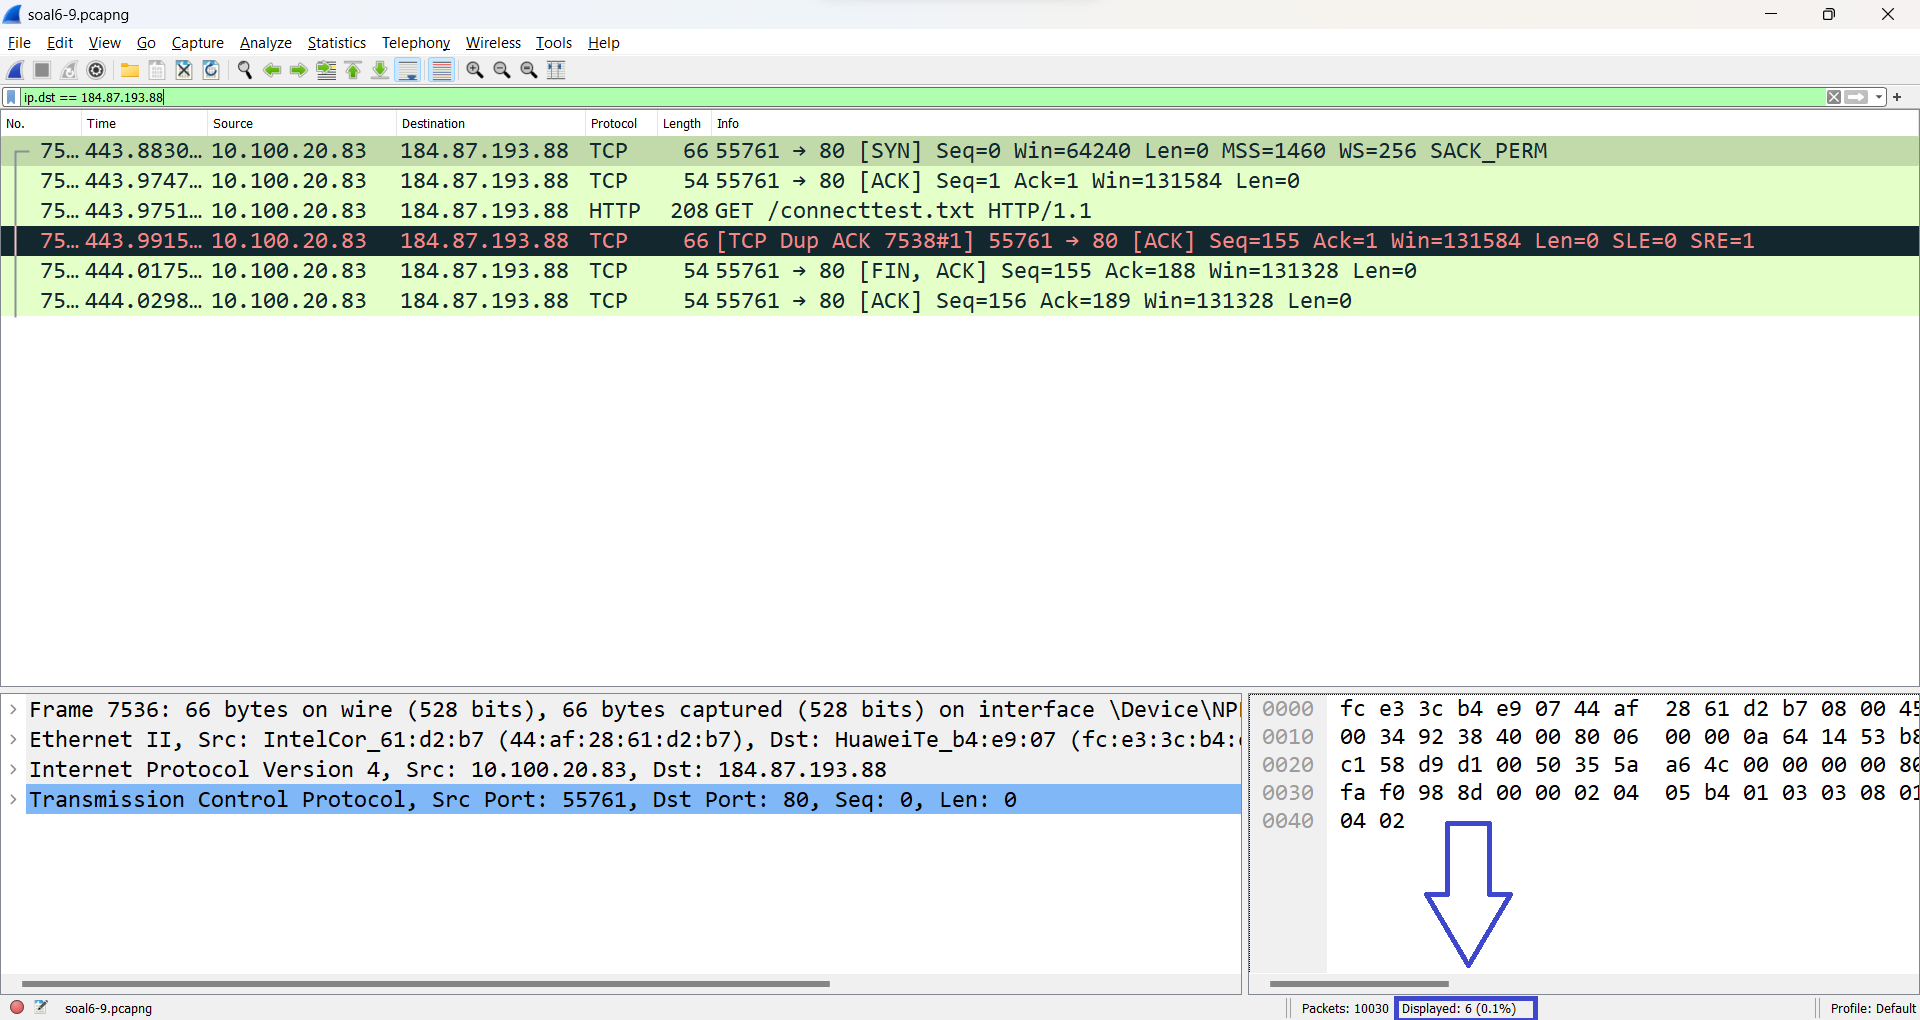 soal6-9.pcapng
File Edit View Go Capture Analyze Statistics Telephony Wireless Tools Help
ip.dst == 184.87.193.88
No. Time Source Destination Protocol Length Info
75… 443.8830… 10.100.20.83 184.87.193.88 TCP 66 55761 → 80 [SYN] Seq=0 Win=64240 Len=0 MSS=1460 WS=256 SACK_PERM
75… 443.9747… 10.100.20.83 184.87.193.88 TCP 54 55761 → 80 [ACK] Seq=1 Ack=1 Win=131584 Len=0
75… 443.9751… 10.100.20.83 184.87.193.88 HTTP 208 GET /connecttest.txt HTTP/1.1
75… 443.9915… 10.100.20.83 184.87.193.88 TCP 66 [TCP Dup ACK 7538#1] 55761 → 80 [ACK] Seq=155 Ack=1 Win=131584 Len=0 SLE=0 SRE=1
75… 444.0175… 10.100.20.83 184.87.193.88 TCP 54 55761 → 80 [FIN, ACK] Seq=155 Ack=188 Win=131328 Len=0
75… 444.0298… 10.100.20.83 184.87.193.88 TCP 54 55761 → 80 [ACK] Seq=156 Ack=189 Win=131328 Len=0
Frame 7536: 66 bytes on wire (528 bits), 66 bytes captured (528 bits) on interface \Device\NP
Ethernet II, Src: IntelCor_61:d2:b7 (44:af:28:61:d2:b7), Dst: HuaweiTe_b4:e9:07 (fc:e3:3c:b4:
Internet Protocol Version 4, Src: 10.100.20.83, Dst: 184.87.193.88
Transmission Control Protocol, Src Port: 55761, Dst Port: 80, Seq: 0, Len: 0
0000 fc e3 3c b4 e9 07 44 af 28 61 d2 b7 08 00 45
0010 00 34 92 38 40 00 80 06 00 00 0a 64 14 53 b8
0020 c1 58 d9 d1 00 50 35 5a a6 4c 00 00 00 00 80
0030 fa f0 98 8d 00 00 02 04 05 b4 01 03 03 08 01
0040 04 02
soal6-9.pcapng Packets: 10030 Displayed: 6 (0.1%) Profile: Default